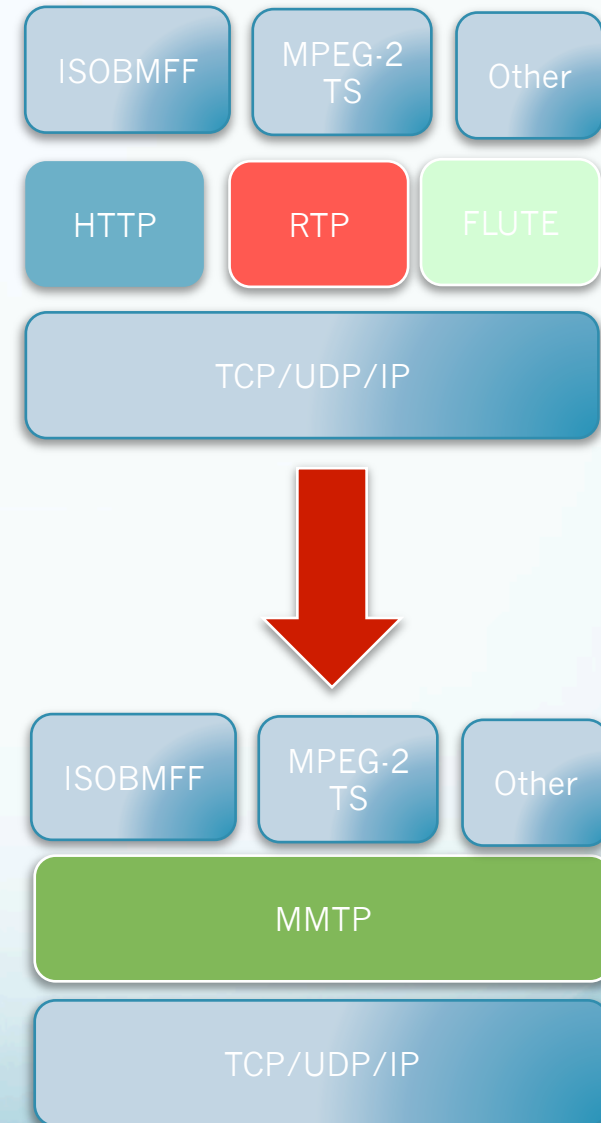 ISOBMFF
MPEG-2
TS
Other
HTTP
RTP
FLUTE
TCP/UDP/IP
ISOBMFF
MPEG-2
TS
Other
MMTP
TCP/UDP/IP